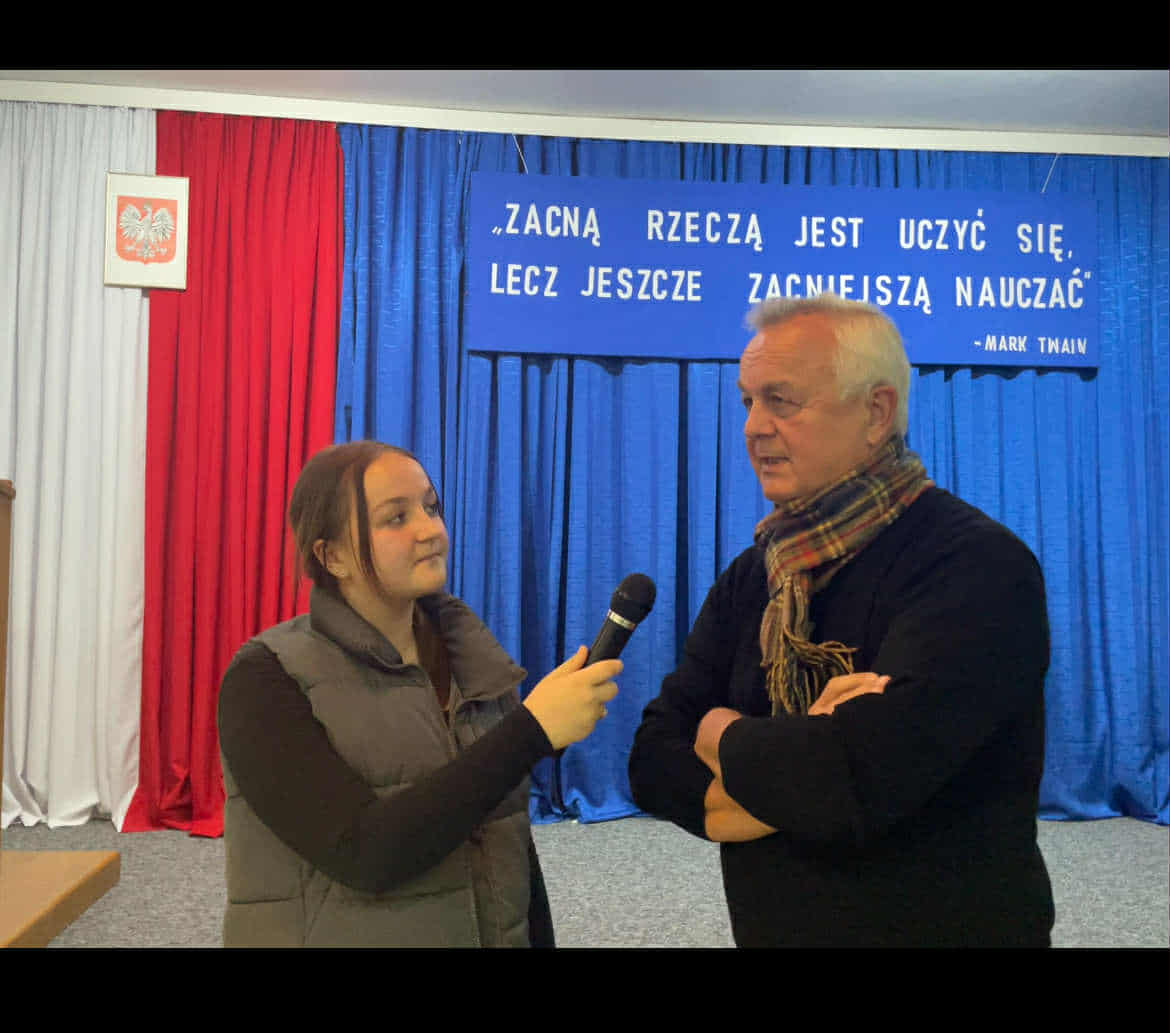 „ZACNĄ RZECZĄ JEST UCZYĆ SIĘ,
LECZ JESZCZE ZACNIEJSZĄ NAUCZAĆ"
-MARK TWAIN